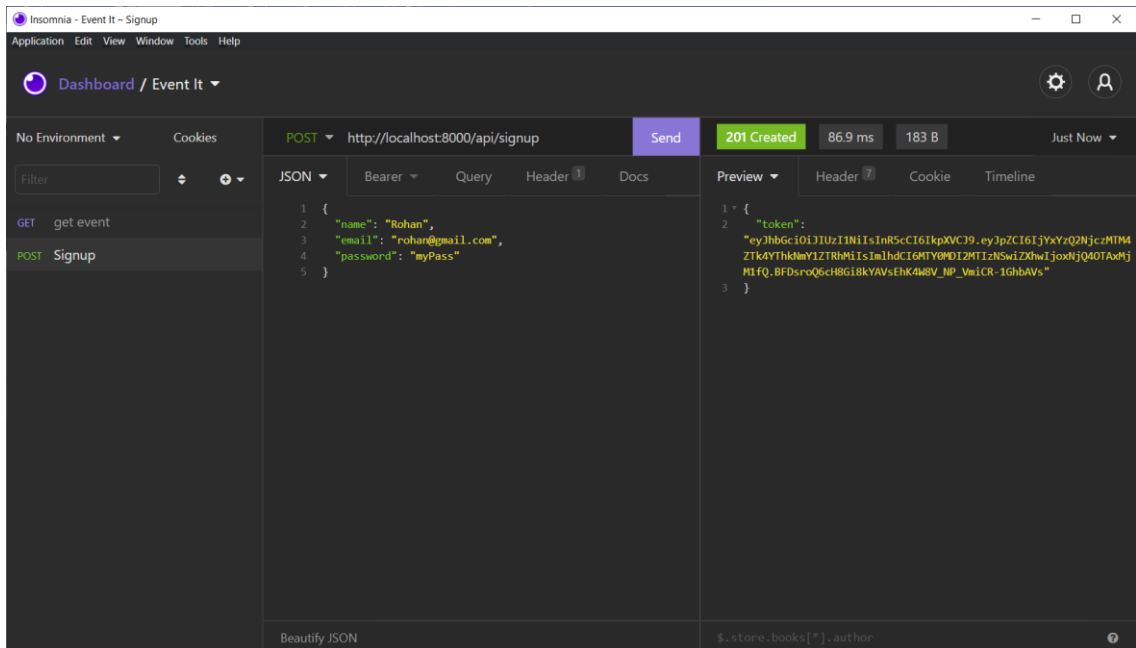 Insomnia - Event It – Signup
Application Edit View Window Tools Help
Dashboard / Event It
No Environment Cookies
POST http://localhost:8000/api/signup Send
201 Created 86.9 ms 183 B Just Now
Filter
JSON Bearer Query Header 1 Docs
Preview Header 7 Cookie Timeline
GET get event
POST Signup
1 {
2 "name": "Rohan",
3 "email": "rohan@gmail.com",
4 "password": "myPass"
5 }
1 {
2 "token":
"eyJhbGciOiJIUzI1NiIsInR5cCI6IkpXVCJ9.eyJpZCI6IjYxYzQ2NjczMTM4
ZTk4YThkNmY1ZTRhMiIsImlhdCI6MTY0MDI2MTIzNSwiZXhwIjoxNjQ4OTAxMj
M1fQ.BFDsroQ6cH8Gi8kYAVsEhK4W8V_NP_VmiCR-1GhbAVs"
3 }
Beautify JSON
$.store.books[*].author